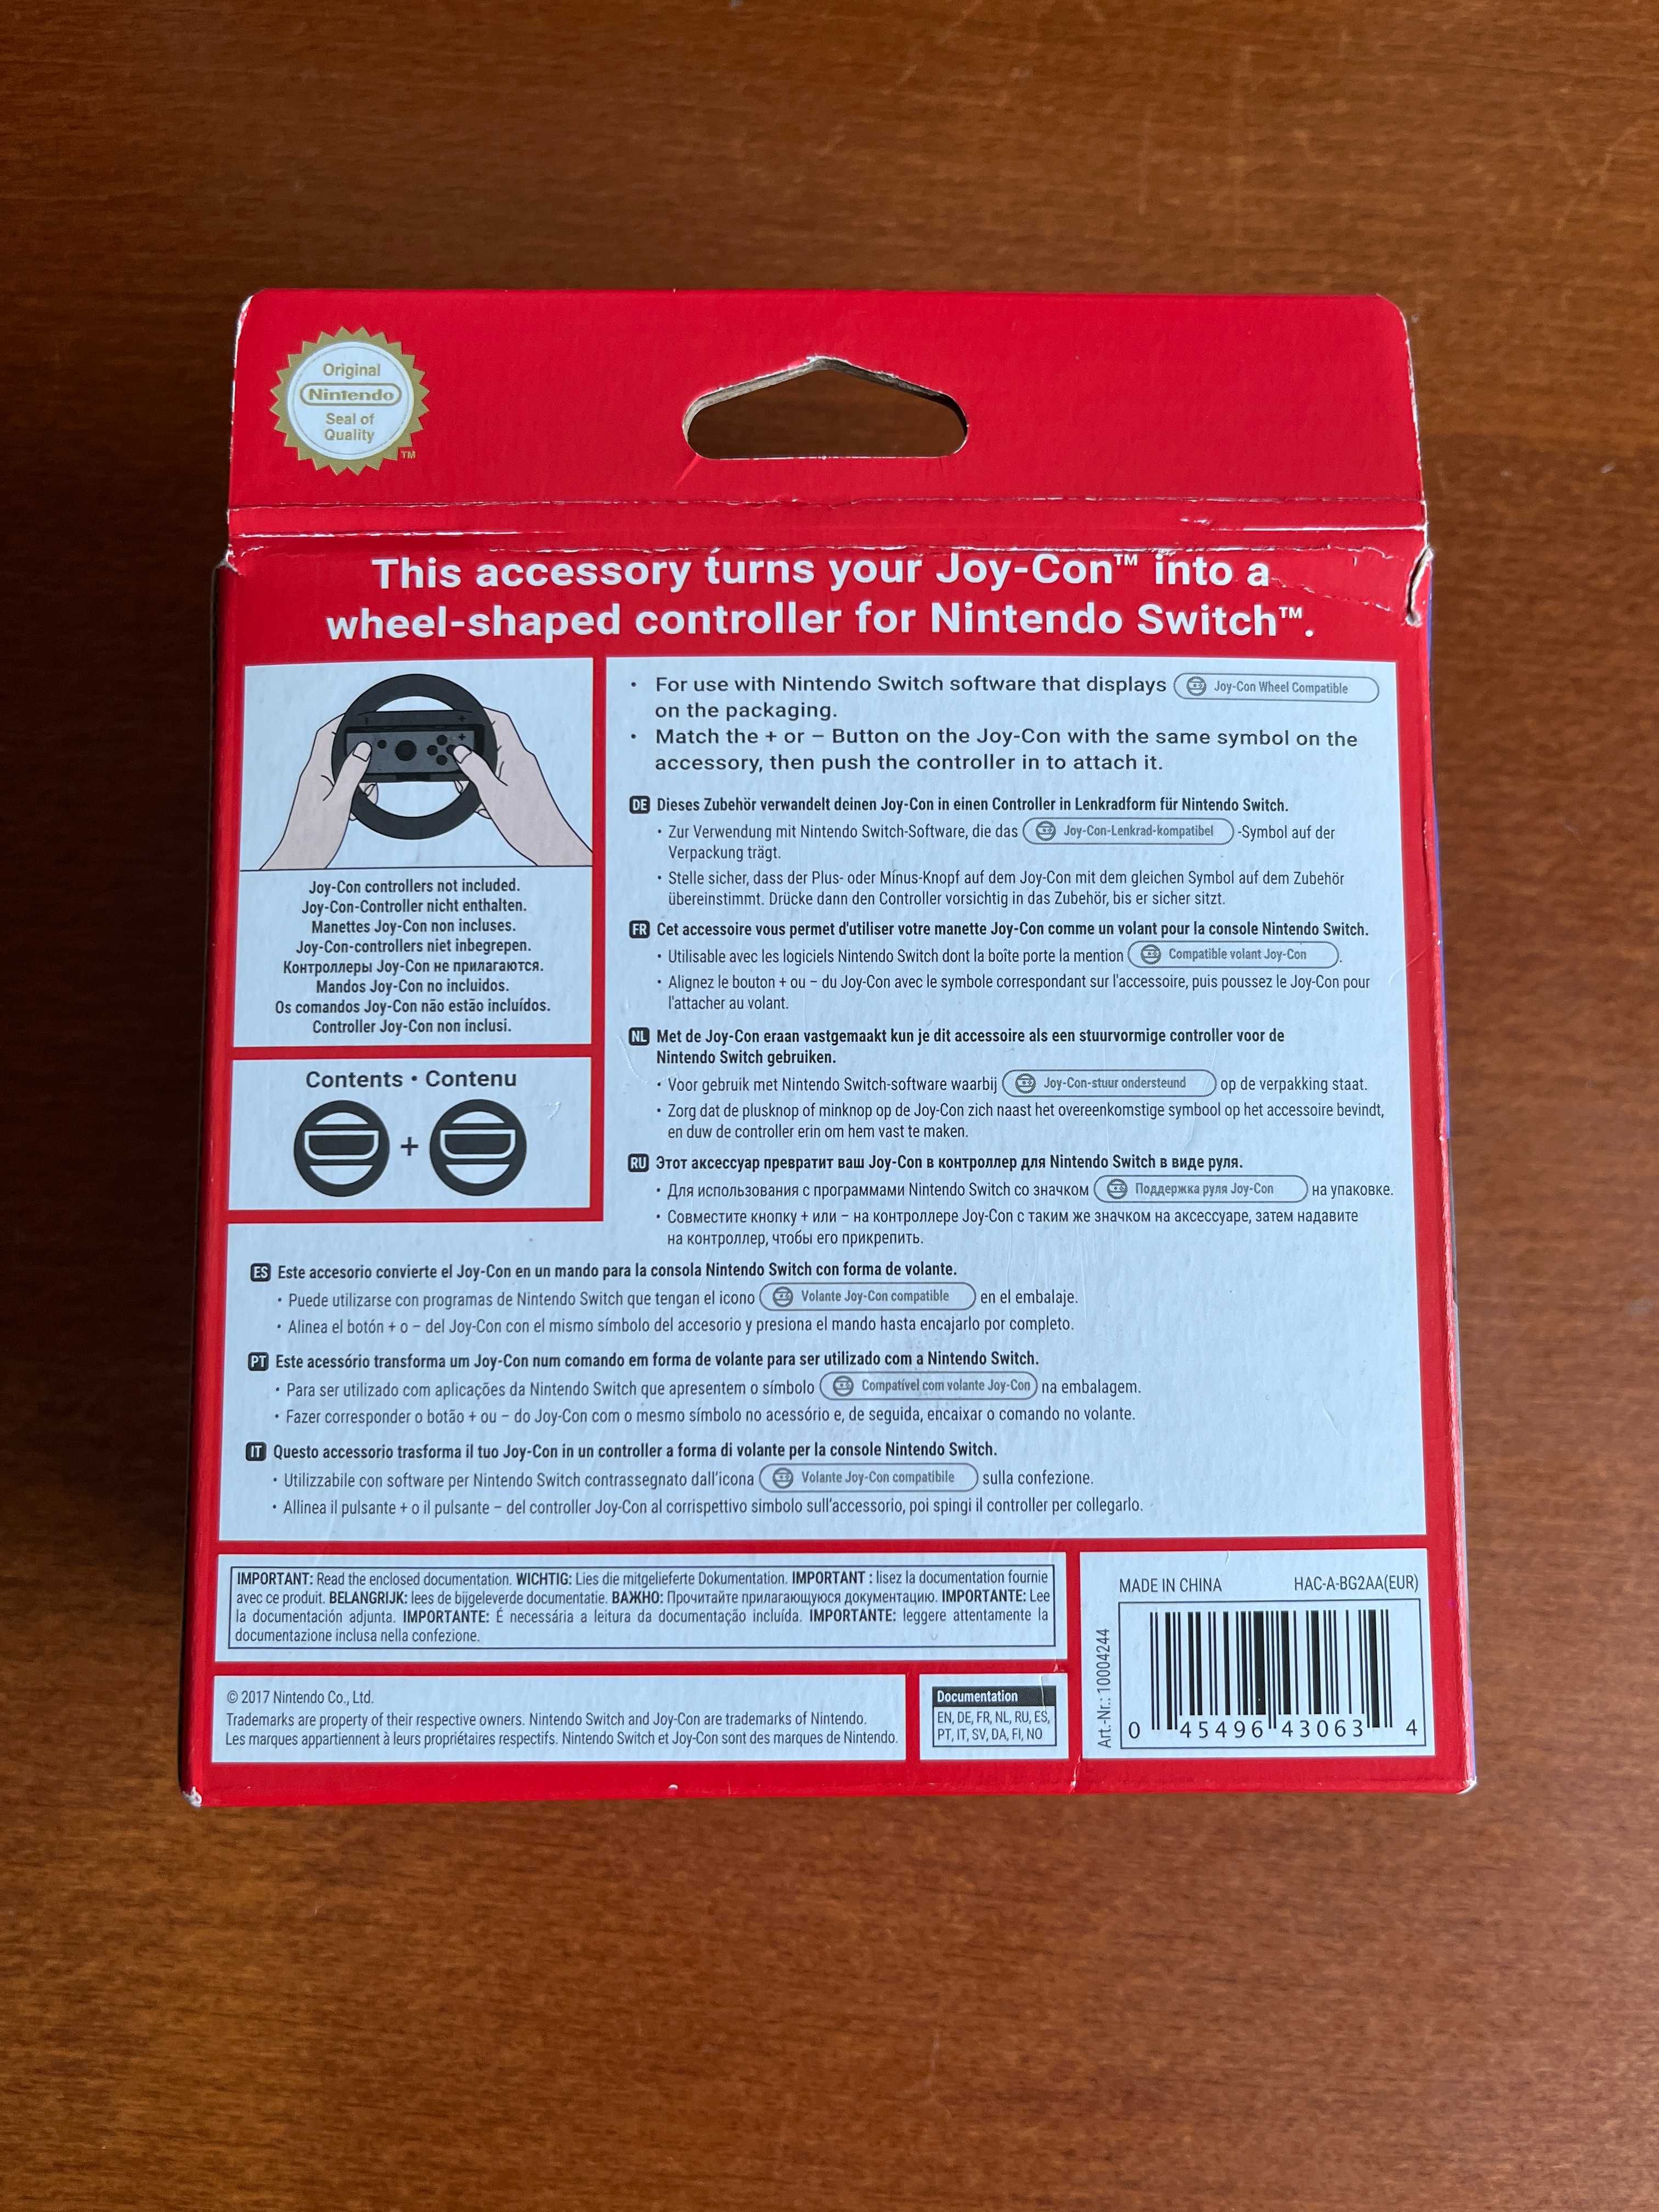 Original
Nintendo
Seal of
Quality
TM
This accessory turns your Joy-Con™ into a
wheel-shaped controller for Nintendo Switch™.
Joy-Con controllers not included.
Joy-Con-Controller nicht enthalten.
Manettes Joy-Con non incluses.
Joy-Con-controllers niet inbegrepen.
Контроллеры Joy-Con не прилагаются.
Mandos Joy-Con no incluidos.
Os comandos Joy-Con não estão incluídos.
Controller Joy-Con non inclusi.
Contents • Contenu
+
• For use with Nintendo Switch software that displays Joy-Con Wheel Compatible
on the packaging.
• Match the + or – Button on the Joy-Con with the same symbol on the
accessory, then push the controller in to attach it.
DE Dieses Zubehör verwandelt deinen Joy-Con in einen Controller in Lenkradform für Nintendo Switch.
• Zur Verwendung mit Nintendo Switch-Software, die das Joy-Con-Lenkrad-kompatibel -Symbol auf der
Verpackung trägt.
• Stelle sicher, dass der Plus- oder Minus-Knopf auf dem Joy-Con mit dem gleichen Symbol auf dem Zubehör
übereinstimmt. Drücke dann den Controller vorsichtig in das Zubehör, bis er sicher sitzt.
FR Cet accessoire vous permet d'utiliser votre manette Joy-Con comme un volant pour la console Nintendo Switch.
• Utilisable avec les logiciels Nintendo Switch dont la boîte porte la mention Compatible volant Joy-Con .
• Alignez le bouton + ou – du Joy-Con avec le symbole correspondant sur l'accessoire, puis poussez le Joy-Con pour
l'attacher au volant.
NL Met de Joy-Con eraan vastgemaakt kun je dit accessoire als een stuurvormige controller voor de
Nintendo Switch gebruiken.
• Voor gebruik met Nintendo Switch-software waarbij Joy-Con-stuur ondersteund op de verpakking staat.
• Zorg dat de plusknop of minknop op de Joy-Con zich naast het overeenkomstige symbool op het accessoire bevindt,
en duw de controller erin om hem vast te maken.
RU Этот аксессуар превратит ваш Joy-Con в контроллер для Nintendo Switch в виде руля.
• Для использования с программами Nintendo Switch со значком Поддержка руля Joy-Con на упаковке.
• Совместите кнопку + или – на контроллере Joy-Con с таким же значком на аксессуаре, затем надавите
на контроллер, чтобы его прикрепить.
ES Este accesorio convierte el Joy-Con en un mando para la consola Nintendo Switch con forma de volante.
• Puede utilizarse con programas de Nintendo Switch que tengan el icono Volante Joy-Con compatible en el embalaje.
• Alinea el botón + o – del Joy-Con con el mismo símbolo del accesorio y presiona el mando hasta encajarlo por completo.
PT Este acessório transforma um Joy-Con num comando em forma de volante para ser utilizado com a Nintendo Switch.
• Para ser utilizado com aplicações da Nintendo Switch que apresentem o símbolo Compatível com volante Joy-Con na embalagem.
• Fazer corresponder o botão + ou – do Joy-Con com o mesmo símbolo no acessório e, de seguida, encaixar o comando no volante.
IT Questo accessorio trasforma il tuo Joy-Con in un controller a forma di volante per la console Nintendo Switch.
• Utilizzabile con software per Nintendo Switch contrassegnato dall'icona Volante Joy-Con compatibile sulla confezione.
• Allinea il pulsante + o il pulsante – del controller Joy-Con al corrispettivo simbolo sull'accessorio, poi spingi il controller per collegarlo.
IMPORTANT: Read the enclosed documentation. WICHTIG: Lies die mitgelieferte Dokumentation. IMPORTANT : lisez la documentation fournie
avec ce produit. BELANGRIJK: lees de bijgeleverde documentatie. ВАЖНО: Прочитайте прилагающуюся документацию. IMPORTANTE: Lee
la documentación adjunta. IMPORTANTE: É necessária a leitura da documentação incluída. IMPORTANTE: leggere attentamente la
documentazione inclusa nella confezione.
© 2017 Nintendo Co., Ltd.
Trademarks are property of their respective owners. Nintendo Switch and Joy-Con are trademarks of Nintendo.
Les marques appartiennent à leurs propriétaires respectifs. Nintendo Switch et Joy-Con sont des marques de Nintendo.
Documentation
EN, DE, FR, NL, RU, ES,
PT, IT, SV, DA, FI, NO
MADE IN CHINA HAC-A-BG2AA(EUR)
Art.-Nr.: 10004244
0 45496 43063 4